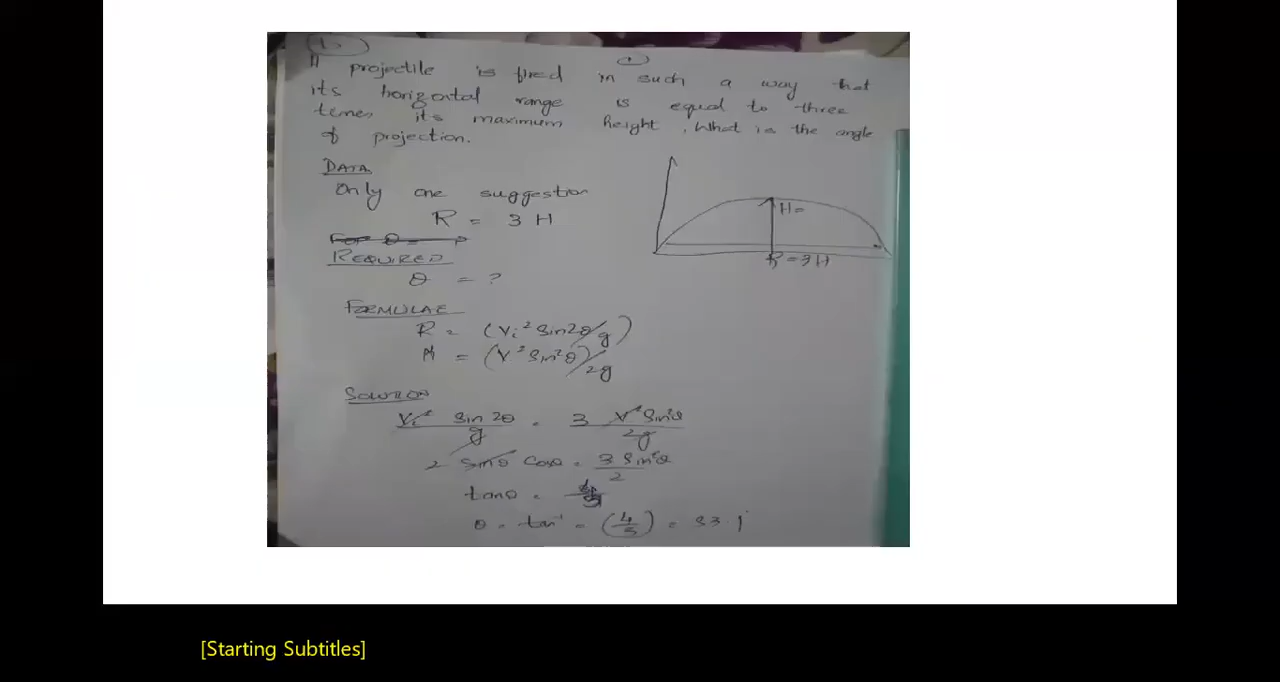 1)
A projectile is fired in such a way that
its horizontal range is equal to three
times its maximum height, What is the angle
of projection.
DATA
Only one suggestion
R = 3 H
REQUIRED
θ = ?
H=
R=3H
FORMULAE
R = (Vi² Sin2θ/g)
H = (V² Sin²θ)/2g
SOLUTION
Vi² Sin 2θ / g = 3 V² Sin²θ / 2g
2 Sinθ Cosθ = 3 Sin²θ / 2
tanθ =
θ = tan⁻¹ =
[Starting Subtitles]